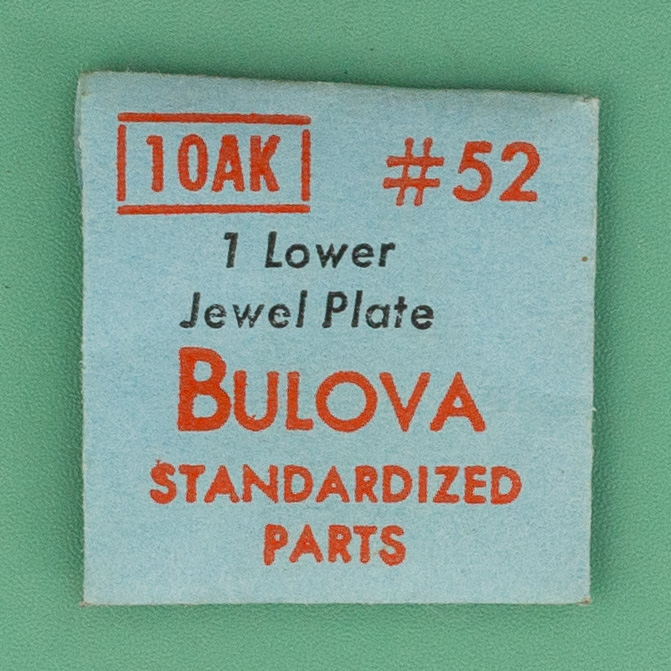 10AK #52
1 Lower
Jewel Plate
BULOVA
STANDARDIZED
PARTS